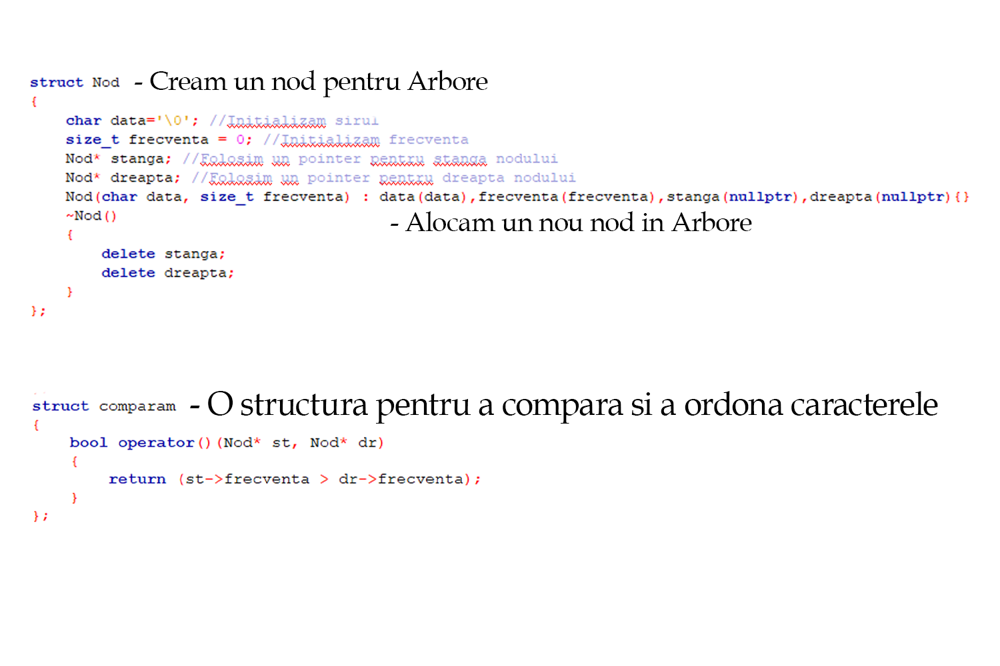 struct Nod - Cream un nod pentru Arbore
{
char data='\0'; //Initializam sirul
size_t frecventa = 0; //Initializam frecventa
Nod* stanga; //Folosim un pointer pentru stanga nodului
Nod* dreapta; //Folosim un pointer pentru dreapta nodului
Nod(char data, size_t frecventa) : data(data),frecventa(frecventa),stanga(nullptr),dreapta(nullptr){}
~Nod()
- Alocam un nou nod in Arbore
{
delete stanga;
delete dreapta;
}
};
struct comparam - O structura pentru a compara si a ordona caracterele
{
bool operator()(Nod* st, Nod* dr)
{
return (st->frecventa > dr->frecventa);
}
};